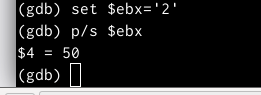 (gdb) set $ebx='2'
(gdb) p/s $ebx
$4 = 50
(gdb)